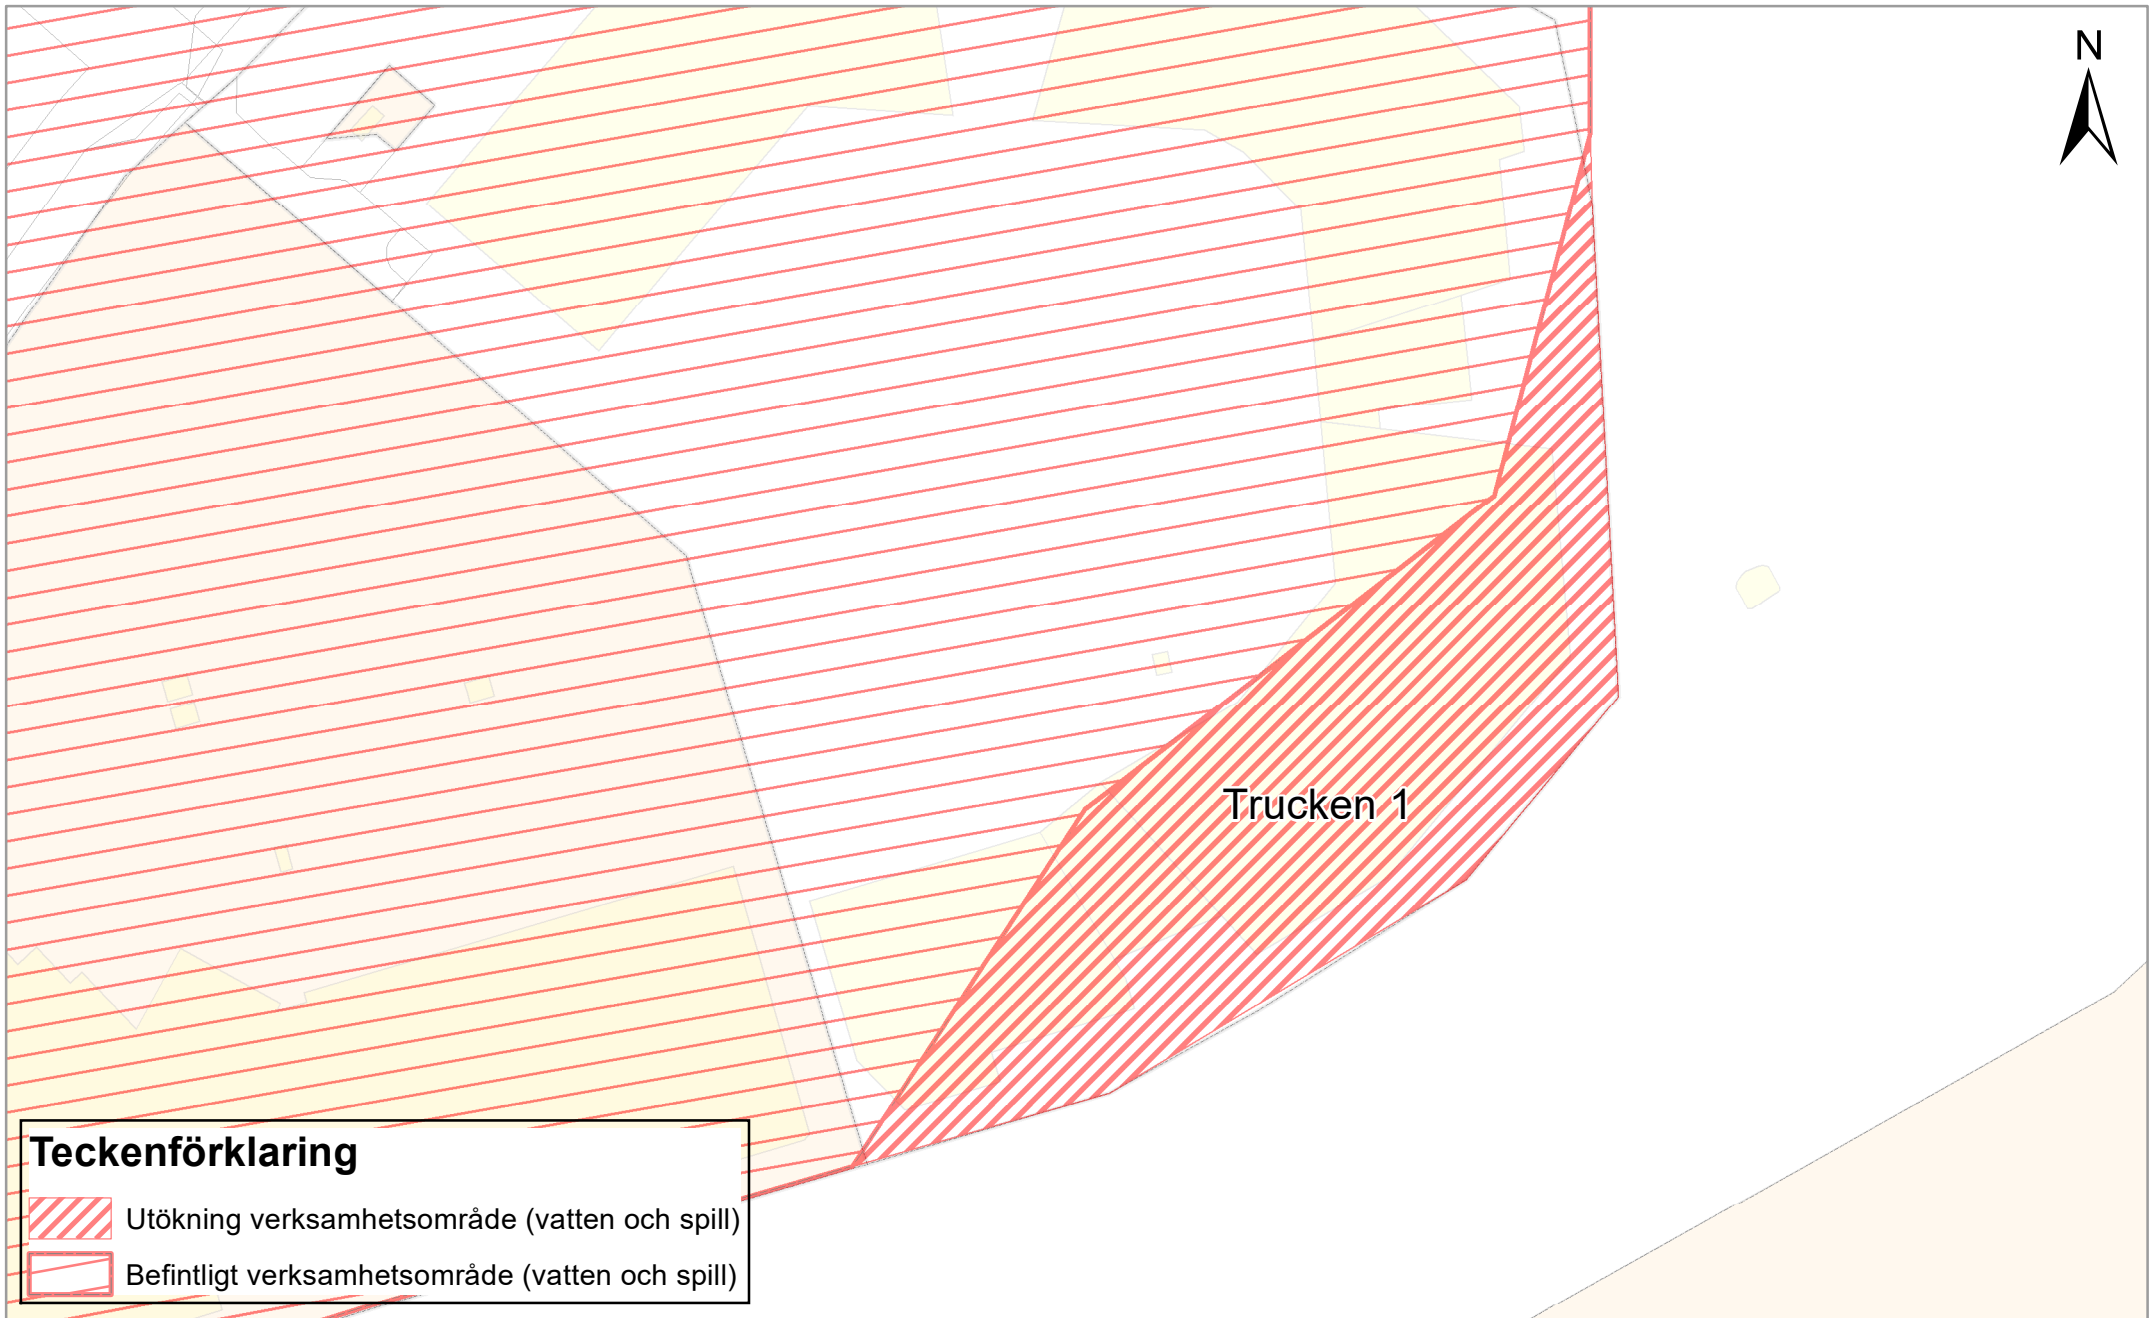 N
Trucken 1
Teckenförklaring
Utökning verksamhetsområde (vatten och spill)
Befintligt verksamhetsområde (vatten och spill)